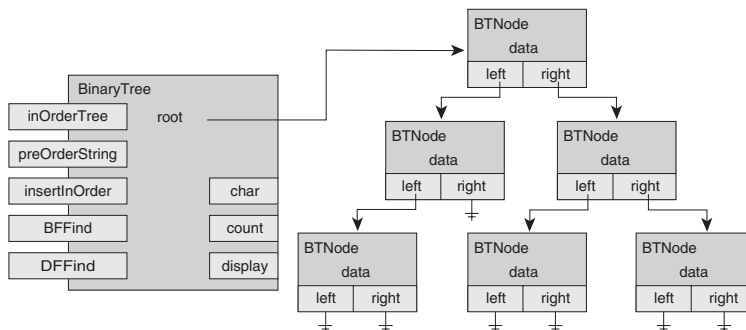 BTNode
data
left right
BinaryTree
inOrderTree root
preOrderString
insertInOrder char
BFFind count
DFFind display
BTNode
data
left right
BTNode
data
left right
BTNode
data
left right
BTNode
data
left right
BTNode
data
left right